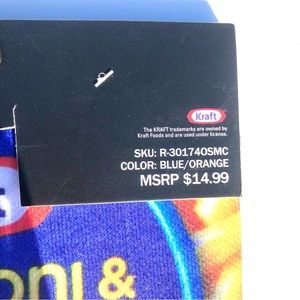 Kraft
The KRAFT trademarks are owned by
Kraft Foods and are used under license.
SKU: R-301740SMC
COLOR: BLUE/ORANGE
MSRP $14.99
&